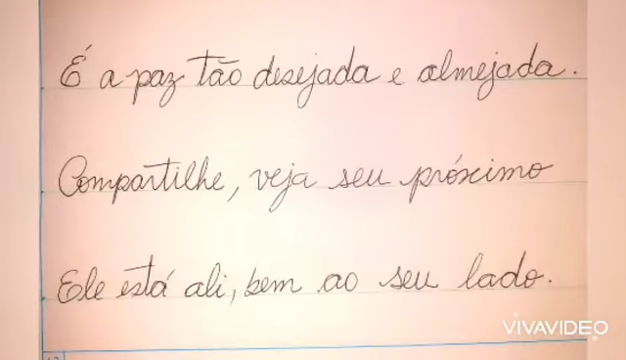 É a paz tão desejada e almejada.
Compartilhe, veja seu próximo
Ele está ali, bem ao seu lado.
VIVAVIDEO